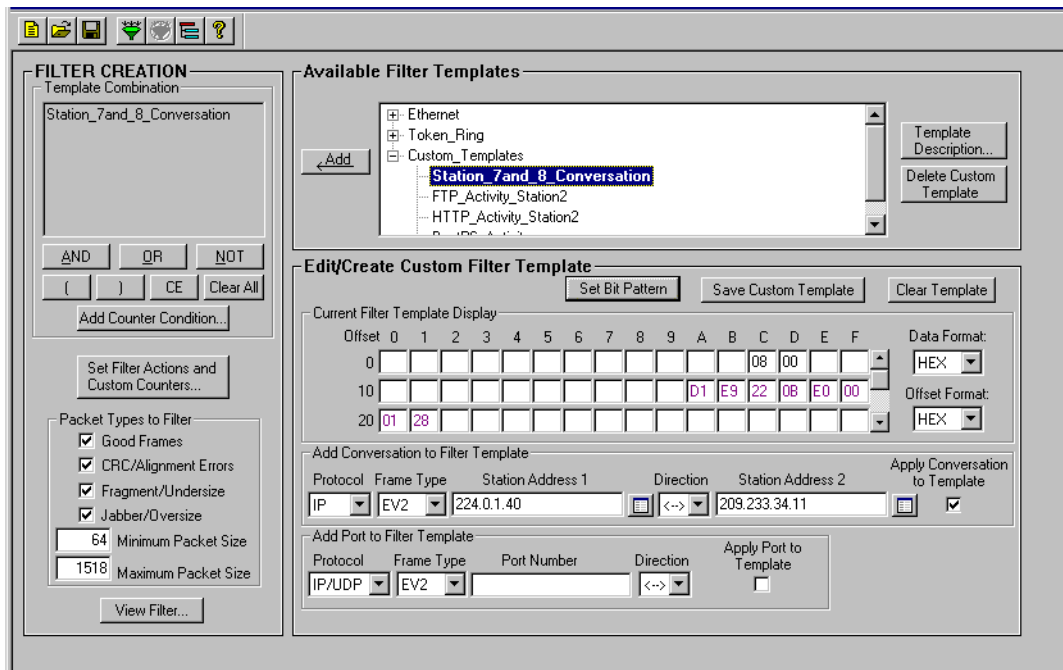 FILTER CREATION
Template Combination
Station_7and_8_Conversation
AND OR NOT
( ) CE Clear All
Add Counter Condition...
Set Filter Actions and
Custom Counters...
Packet Types to Filter
Good Frames
CRC/Alignment Errors
Fragment/Undersize
Jabber/Oversize
64 Minimum Packet Size
1518 Maximum Packet Size
View Filter...
Available Filter Templates
Add
Ethernet
Token_Ring
Custom_Templates
Station_7and_8_Conversation
FTP_Activity_Station2
HTTP_Activity_Station2
Template
Description...
Delete Custom
Template
Edit/Create Custom Filter Template
Set Bit Pattern Save Custom Template Clear Template
Current Filter Template Display
Offset 0 1 2 3 4 5 6 7 8 9 A B C D E F
0 08 00
10 D1 E9 22 0B E0 00
20 01 28
Data Format:
HEX
Offset Format:
HEX
Add Conversation to Filter Template
Protocol Frame Type Station Address 1 Direction Station Address 2 Apply Conversation
to Template
IP EV2 224.0.1.40 <--> 209.233.34.11
Add Port to Filter Template
Protocol Frame Type Port Number Direction Apply Port to
Template
IP/UDP EV2 <-->